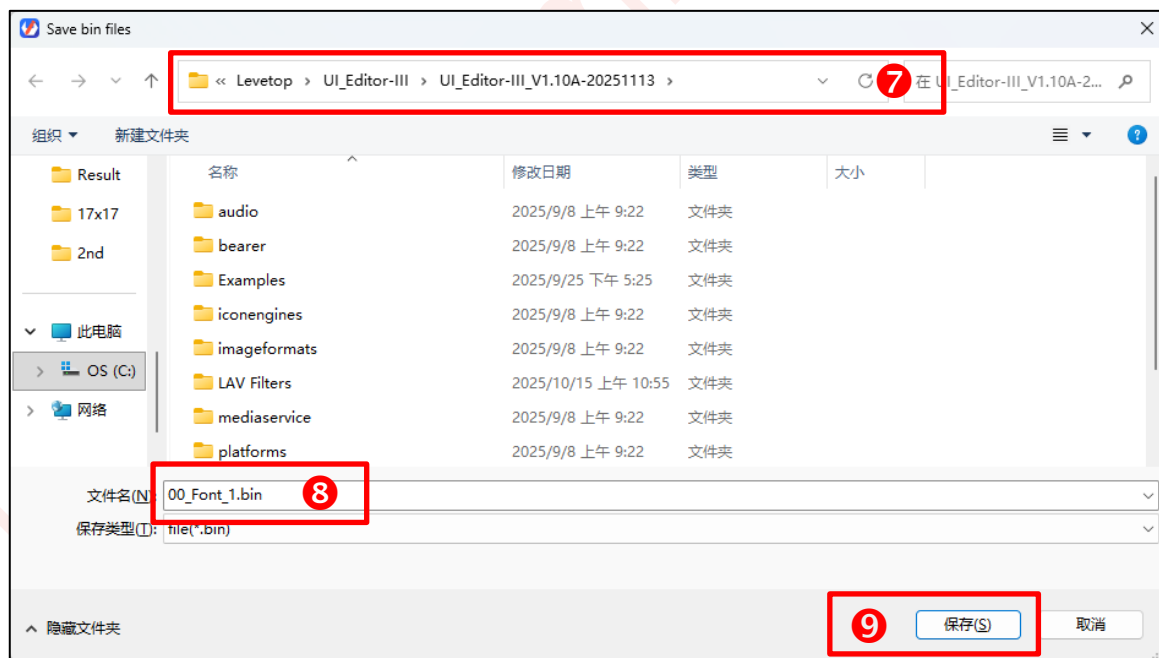 Save bin files
« Levetop > UI_Editor-III > UI_Editor-III_V1.10A-20251113 > ❼ 在 UI_Editor-III_V1.10A-2...
组织 新建文件夹
Result
17x17
2nd
此电脑
OS (C:)
网络
名称 修改日期 类型 大小
audio 2025/9/8 上午 9:22 文件夹
bearer 2025/9/8 上午 9:22 文件夹
Examples 2025/9/25 下午 5:25 文件夹
iconengines 2025/9/8 上午 9:22 文件夹
imageformats 2025/9/8 上午 9:22 文件夹
LAV Filters 2025/10/15 上午 10:55 文件夹
mediaservice 2025/9/8 上午 9:22 文件夹
platforms 2025/9/8 上午 9:22 文件夹
文件名(N): 00_Font_1.bin ❽
保存类型(T): file(*.bin)
隐藏文件夹 ❾ 保存(S) 取消